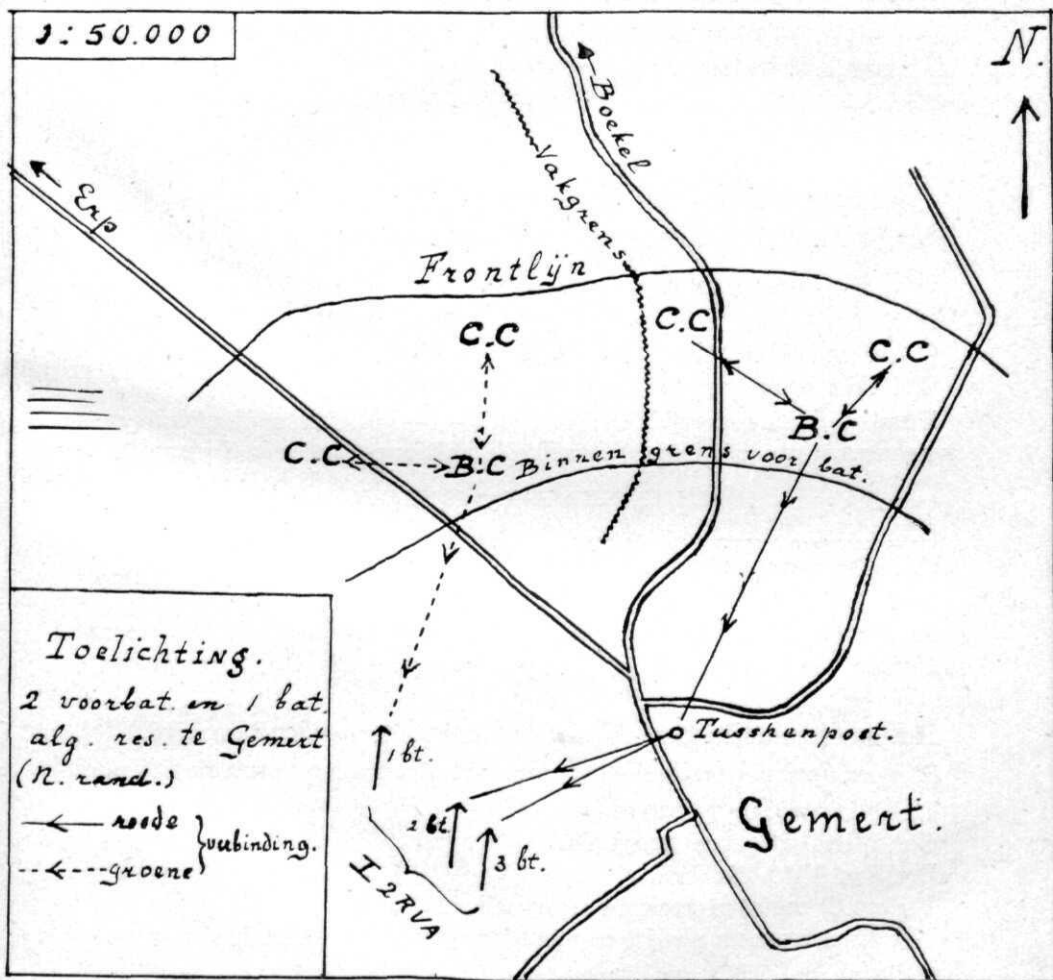 1:50.000
N.
Boekel
Erp
Vakgrens
Frontlijn
C.C
C.C
C.C
B.C
C.C
B.C
Binnen grens voor bat.
Toelichting.
2 voorbat. en 1 bat.
alg. res. te Gemert
(N. rand.)
roode
groene
verbinding.
Tusshenpost.
1 bt.
2 bt.
3 bt.
I 2 RVA
Gemert.